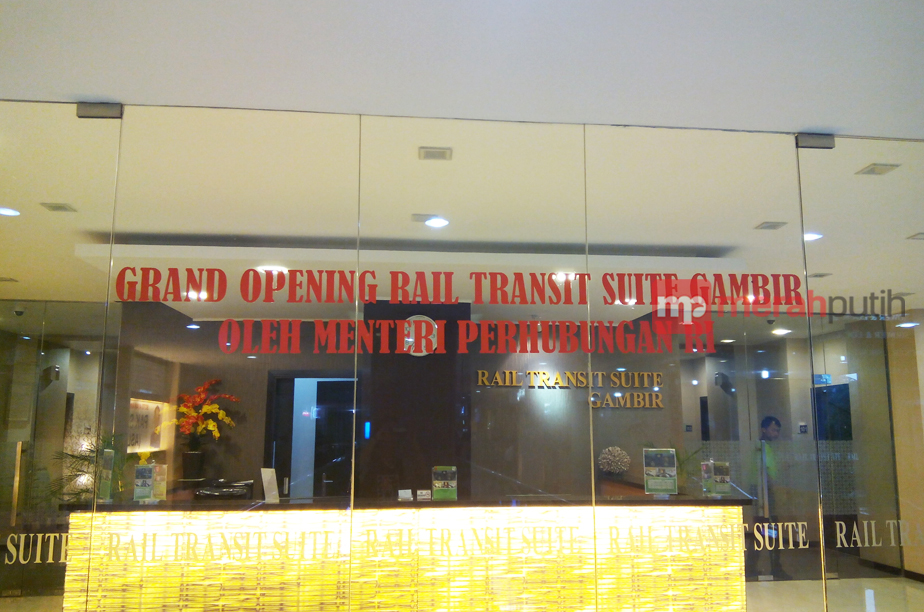 GRAND OPENING RAIL TRANSIT SUITE GAMBIR
OLEH MENTERI PERHUBUNGAN RI
mp merahputih
RAIL TRANSIT SUITE
GAMBIR
SUITE RAIL TRANSIT SUITE RAIL TRANSIT SUITE RAIL TRANSIT SUITE RAIL